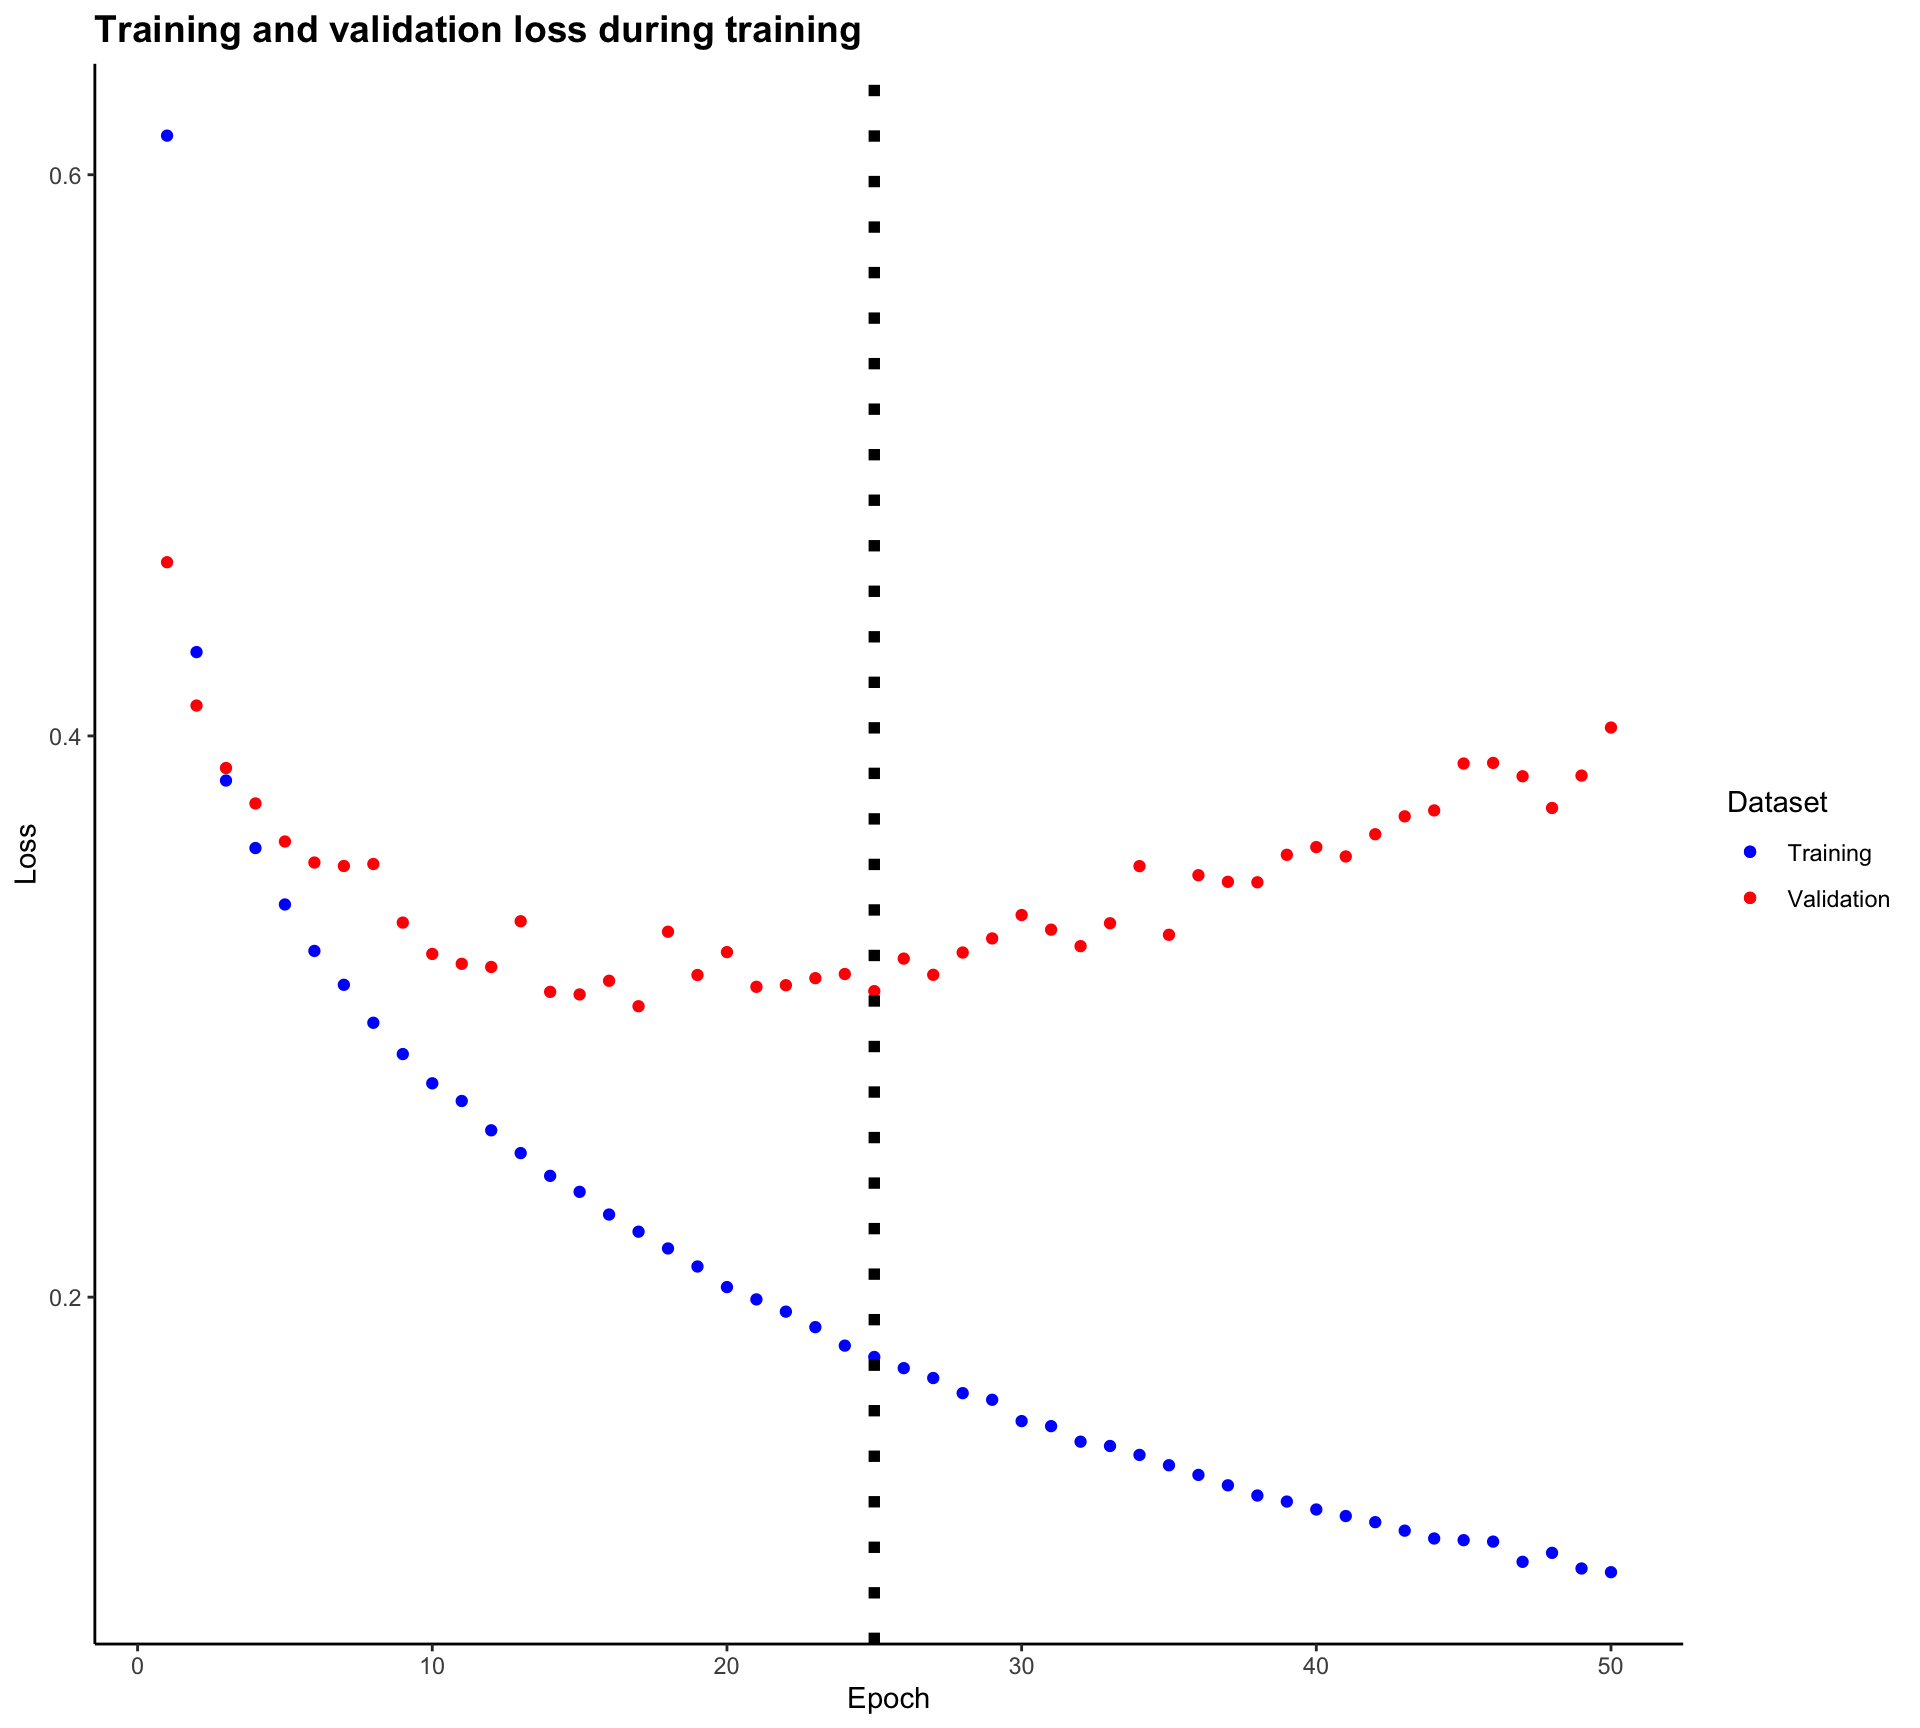 Training and validation loss during training
0.6
0.4
0.2
Loss
0
10
20
30
40
50
Epoch
Dataset
Training
Validation